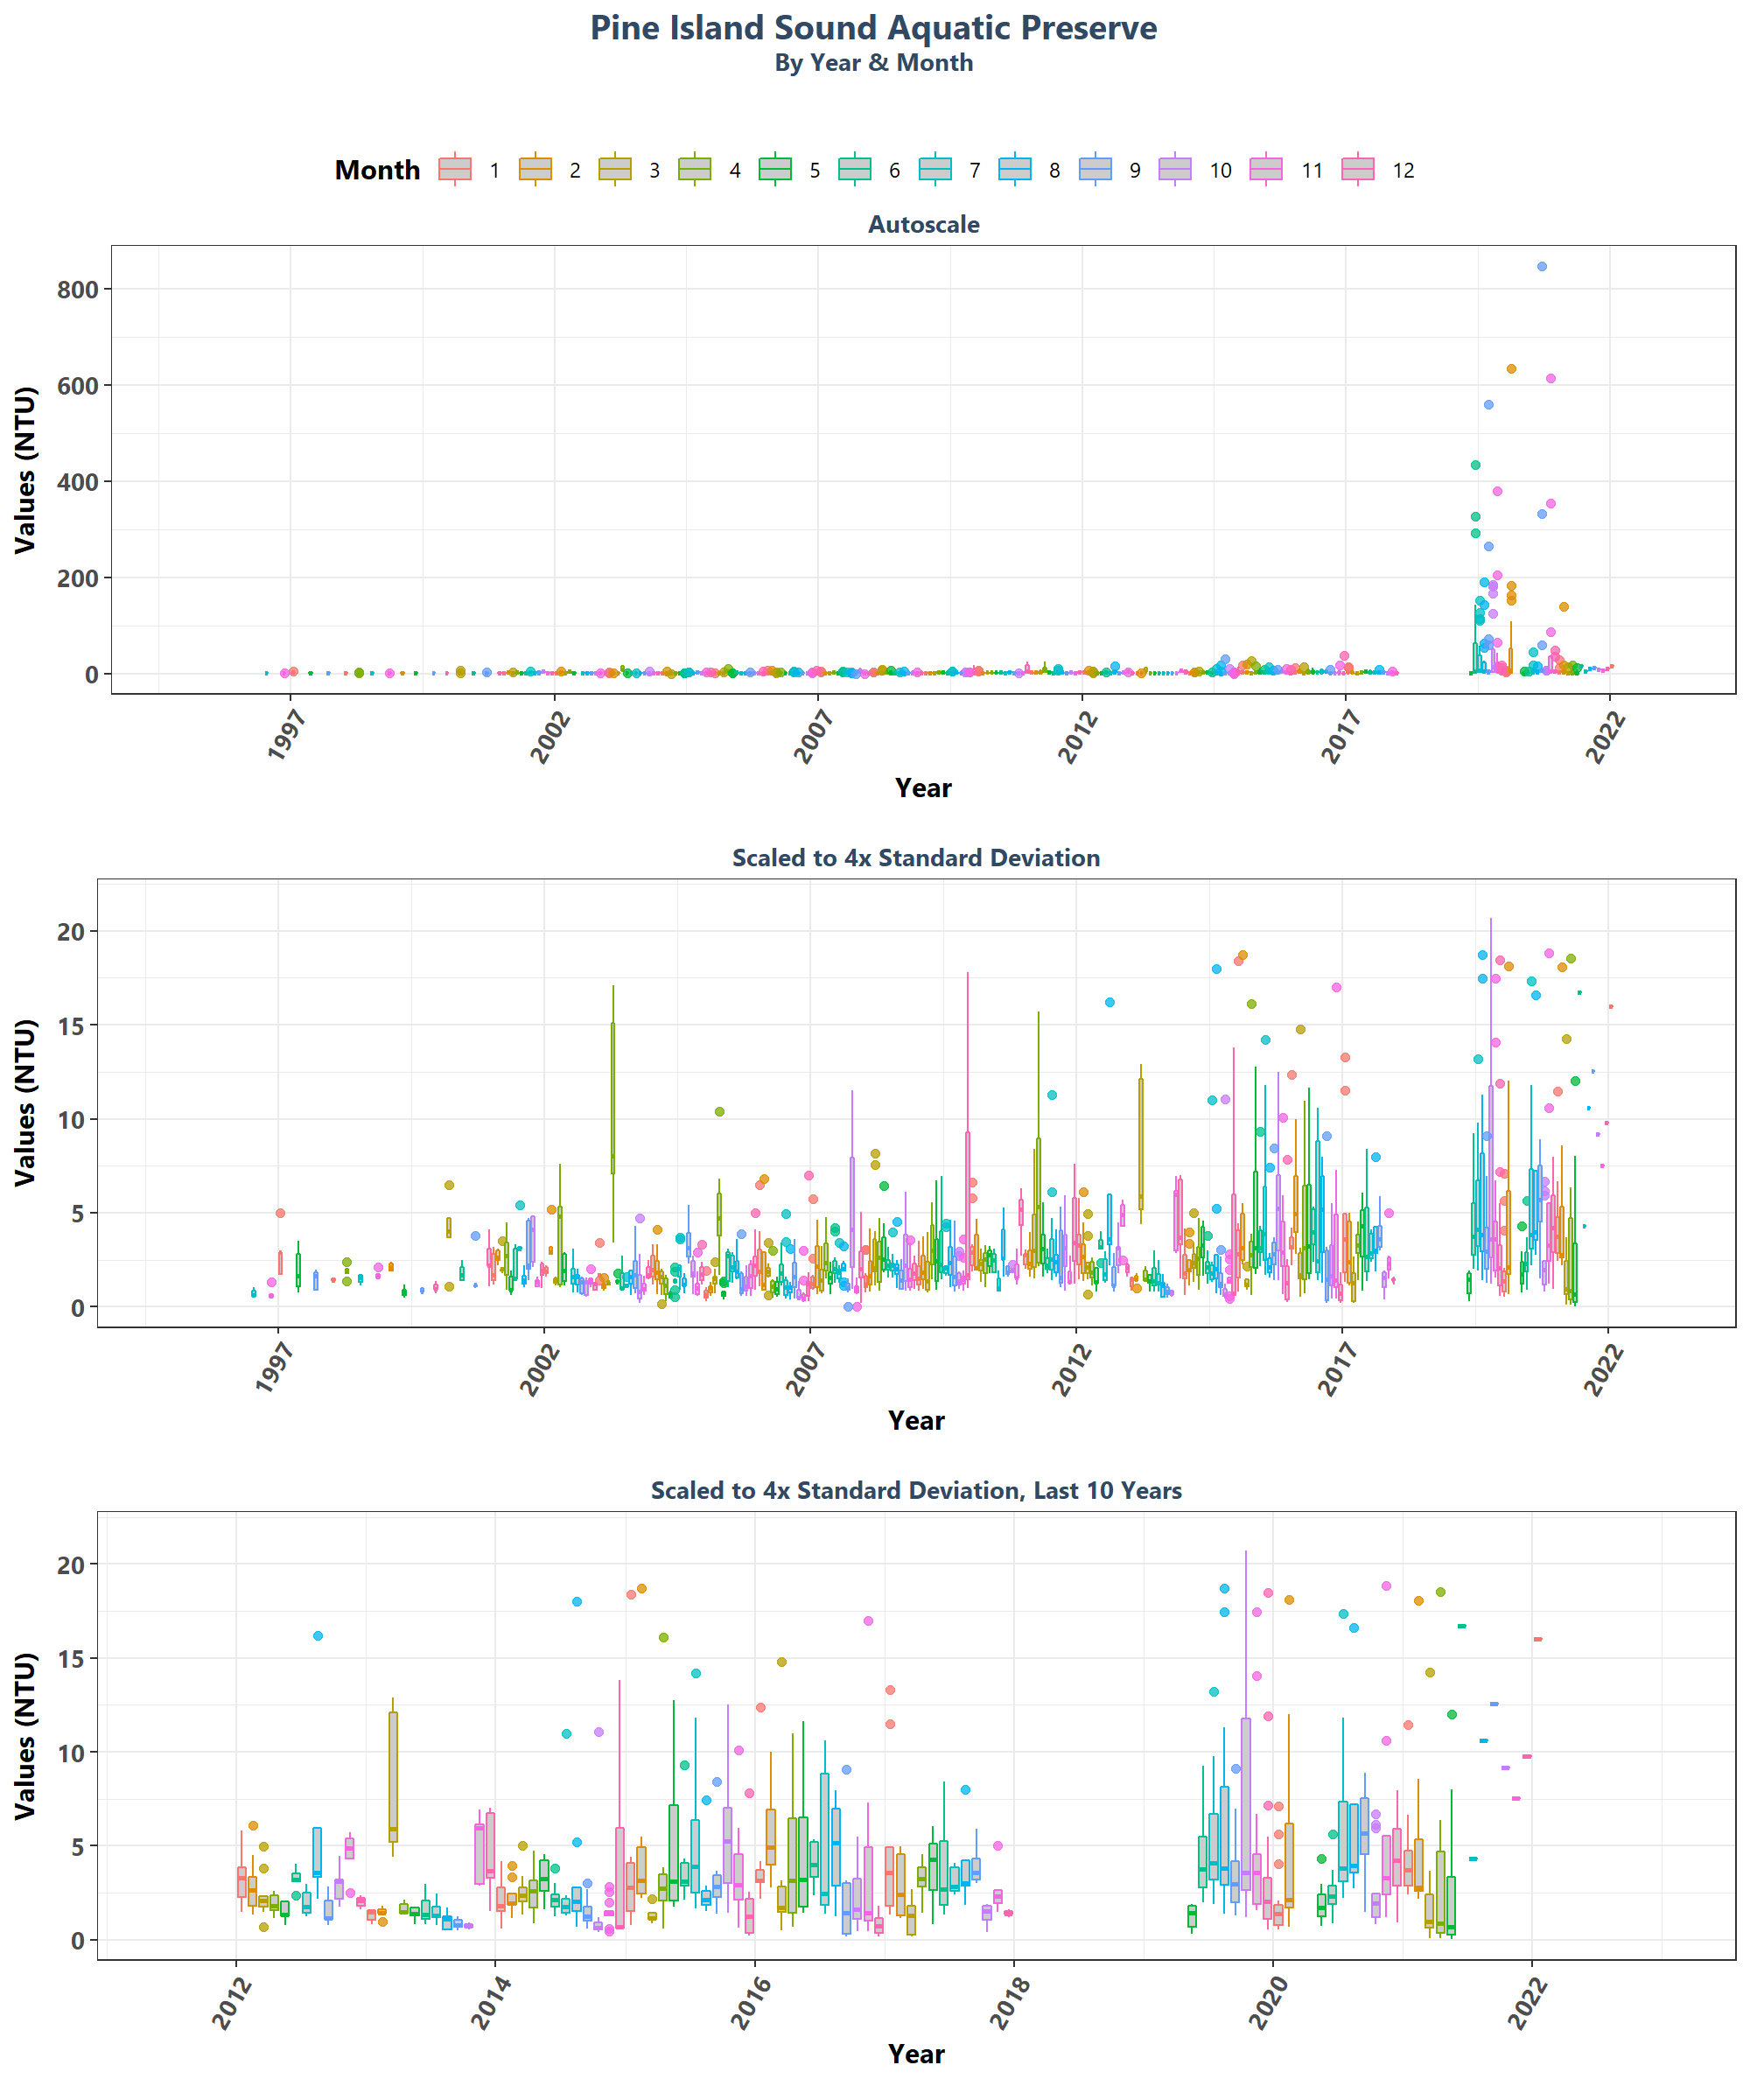 Pine Island Sound Aquatic Preserve
By Year & Month
Month 1 2 3 4 5 6 7 8 9 10 11 12
Autoscale
800
600
400
200
0
Values (NTU)
1997 2002 2007 2012 2017 2022
Year
Scaled to 4x Standard Deviation
20
15
10
5
0
Values (NTU)
1997 2002 2007 2012 2017 2022
Year
Scaled to 4x Standard Deviation, Last 10 Years
20
15
10
5
0
Values (NTU)
2012 2014 2016 2018 2020 2022
Year